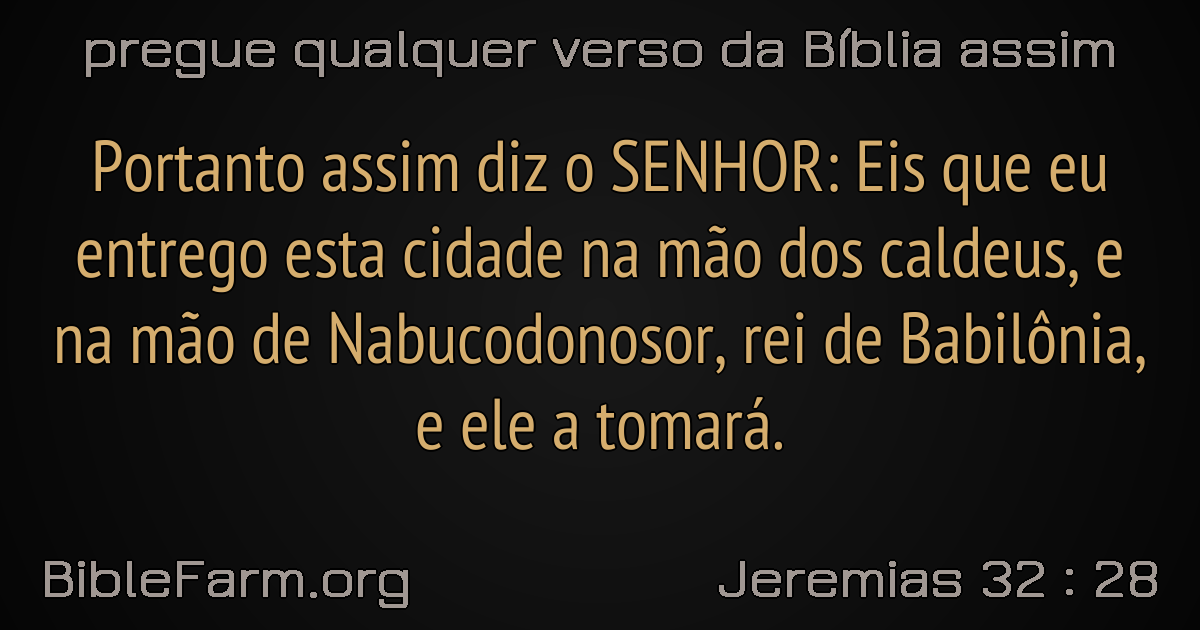 pregue qualquer verso da Bíblia assim
Portanto assim diz o SENHOR: Eis que eu
entrego esta cidade na mão dos caldeus, e
na mão de Nabucodonosor, rei de Babilônia,
e ele a tomará.
BibleFarm.org
Jeremias 32 : 28